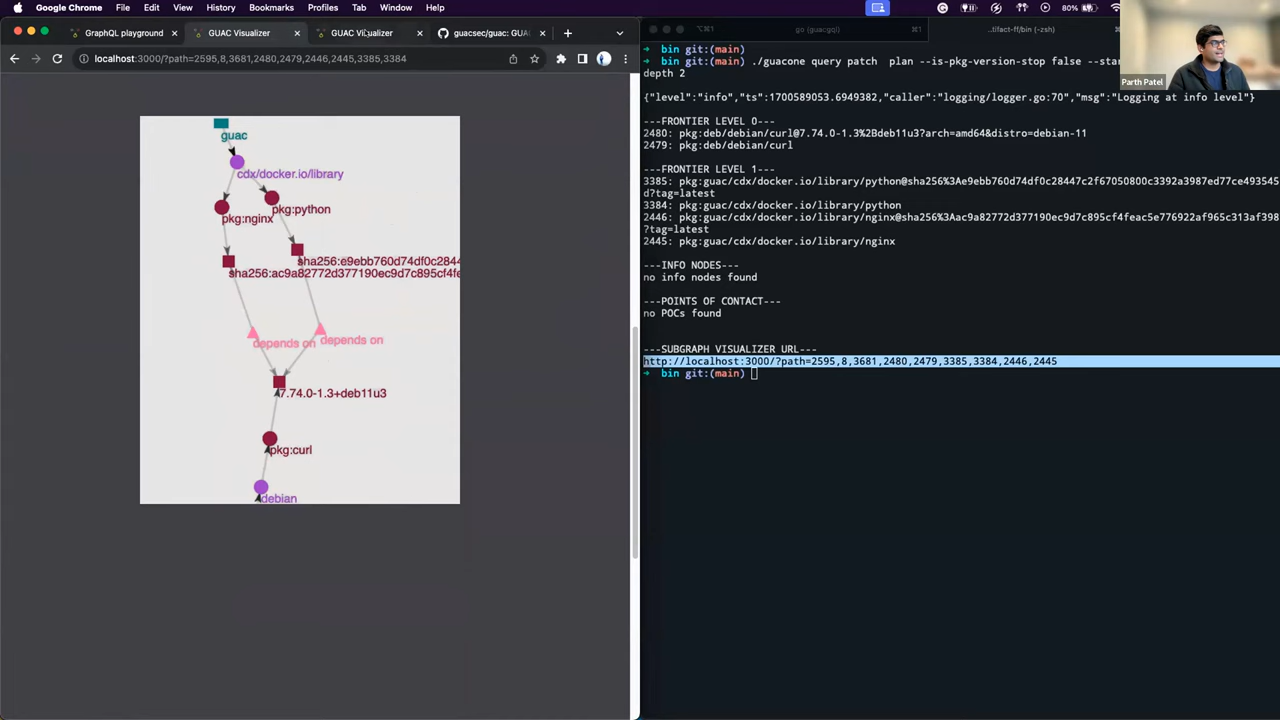 Google Chrome File Edit View History Bookmarks Profiles Tab Window Help 80%
GraphQL playground × GUAC Visualizer × GUAC Visualizer × guacsec/guac: GUA × +
localhost:3000/?path=2595,8,3681,2480,2479,2446,2445,3385,3384
guac
cdx/docker.io/library
pkg:nginx
pkg:python
sha256:e9ebb760d74df0c2844
sha256:ac9a82772d377190ec9d7c895cf4fe
depends on
depends on
7.74.0-1.3+deb11u3
pkg:curl
debian
⌥⌘1 go (guacgql) ⌘1 ..tifact-ff/bin (-zsh)
➜ bin git:(main)
➜ bin git:(main) ./guacone query patch plan --is-pkg-version-stop false --star
depth 2
{"level":"info","ts":1700589053.6949382,"caller":"logging/logger.go:70","msg":"Logging at info level"}
---FRONTIER LEVEL 0---
2480: pkg:deb/debian/curl@7.74.0-1.3%2Bdeb11u3?arch=amd64&distro=debian-11
2479: pkg:deb/debian/curl
---FRONTIER LEVEL 1---
3385: pkg:guac/cdx/docker.io/library/python@sha256%3Ae9ebb760d74df0c28447c2f67050800c3392a3987ed77ce493545
d?tag=latest
3384: pkg:guac/cdx/docker.io/library/python
2446: pkg:guac/cdx/docker.io/library/nginx@sha256%3Aac9a82772d377190ec9d7c895cf4feac5e776922af965c313af398
?tag=latest
2445: pkg:guac/cdx/docker.io/library/nginx
---INFO NODES---
no info nodes found
---POINTS OF CONTACT---
no POCs found
---SUBGRAPH VISUALIZER URL---
http://localhost:3000/?path=2595,8,3681,2480,2479,3385,3384,2446,2445
➜ bin git:(main)
Parth Patel